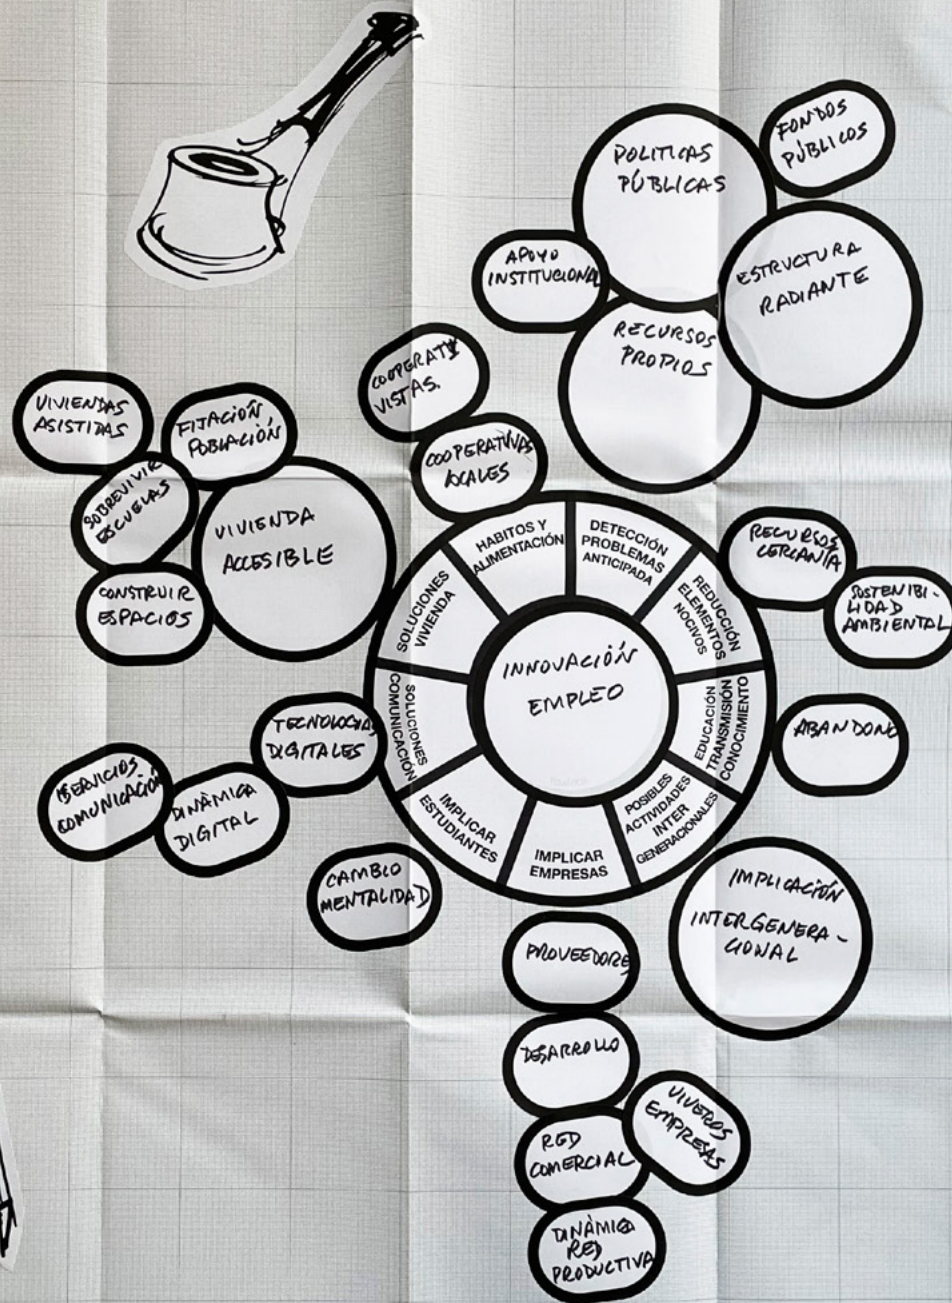 FONDOS
PÚBLICOS
POLITICAS
PÚBLICAS
ESTRUCTURA
RADIANTE
APOYO
INSTITUCIONAL
RECURSOS
PROPIOS
COOPERATI
VISTAS.
COOPERATIVAS
LOCALES
VIVIENDAS
ASISTIDAS
FIJACIÓN,
POBLACIÓN
SOBREVIVIR
ESCUELAS
VIVIENDA
ACCESIBLE
CONSTRUIR
ESPACIOS
HABITOS Y
ALIMENTACIÓN
DETECCIÓN
PROBLEMAS
ANTICIPADA
REDUCCIÓN
ELEMENTOS
NOCIVOS
EDUCACIÓN
TRANSMISIÓN
CONOCIMIENTO
POSIBLES
ACTIVIDADES
INTER
GENERACIONALES
IMPLICAR
EMPRESAS
IMPLICAR
ESTUDIANTES
SOLUCIONES
COMUNICACIÓN
SOLUCIONES
VIVIENDA
INNOVACIÓN
EMPLEO
RECURSOS
CERCANÍA
SOSTENIBI-
LIDAD
AMBIENTAL
ABANDONO
TECNOLOGIAS
DIGITALES
SERVICIOS,
COMUNICACIÓN
DINÀMICA
DIGITAL
CAMBIO
MENTALIDAD
IMPLICACIÓN
INTERGENERA-
CIONAL
PROVEEDORES
DESARROLLO
VIVEROS
EMPRESAS
RED
COMERCIAL
DINÀMICA
RED
PRODUCTIVA